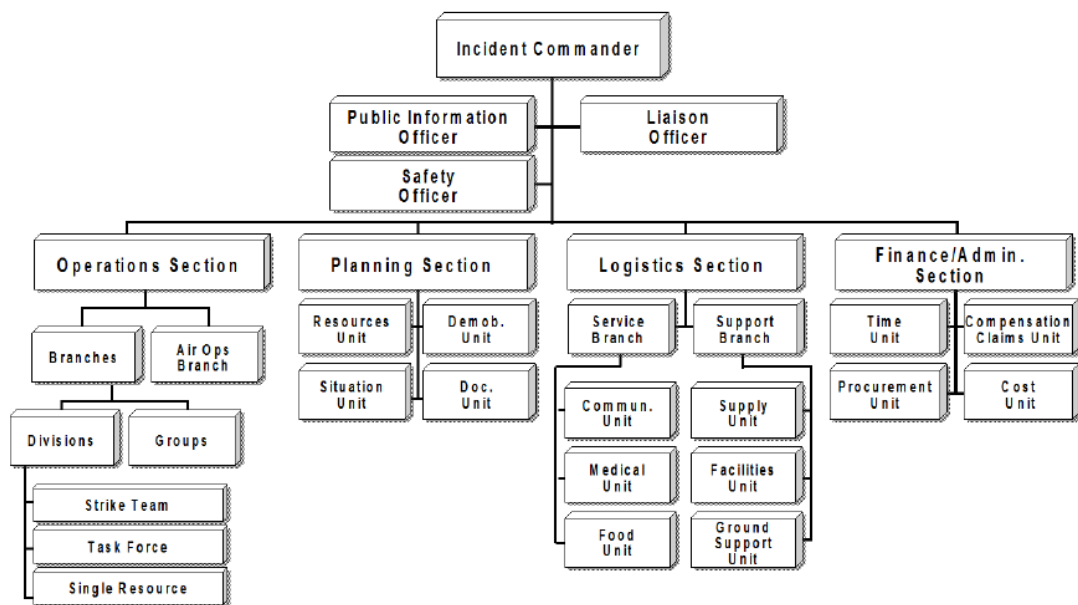 Incident Commander
Public Information
Officer
Liaison
Officer
Safety
Officer
Operations Section
Planning Section
Logistics Section
Finance/Admin.
Section
Resources
Unit
Demob.
Unit
Service
Branch
Support
Branch
Time
Unit
Compensation
Claims Unit
Branches
Air Ops
Branch
Situation
Unit
Doc.
Unit
Procurement
Unit
Cost
Unit
Divisions
Groups
Commun.
Unit
Supply
Unit
Medical
Unit
Facilities
Unit
Strike Team
Task Force
Food
Unit
Ground
Support
Unit
Single Resource